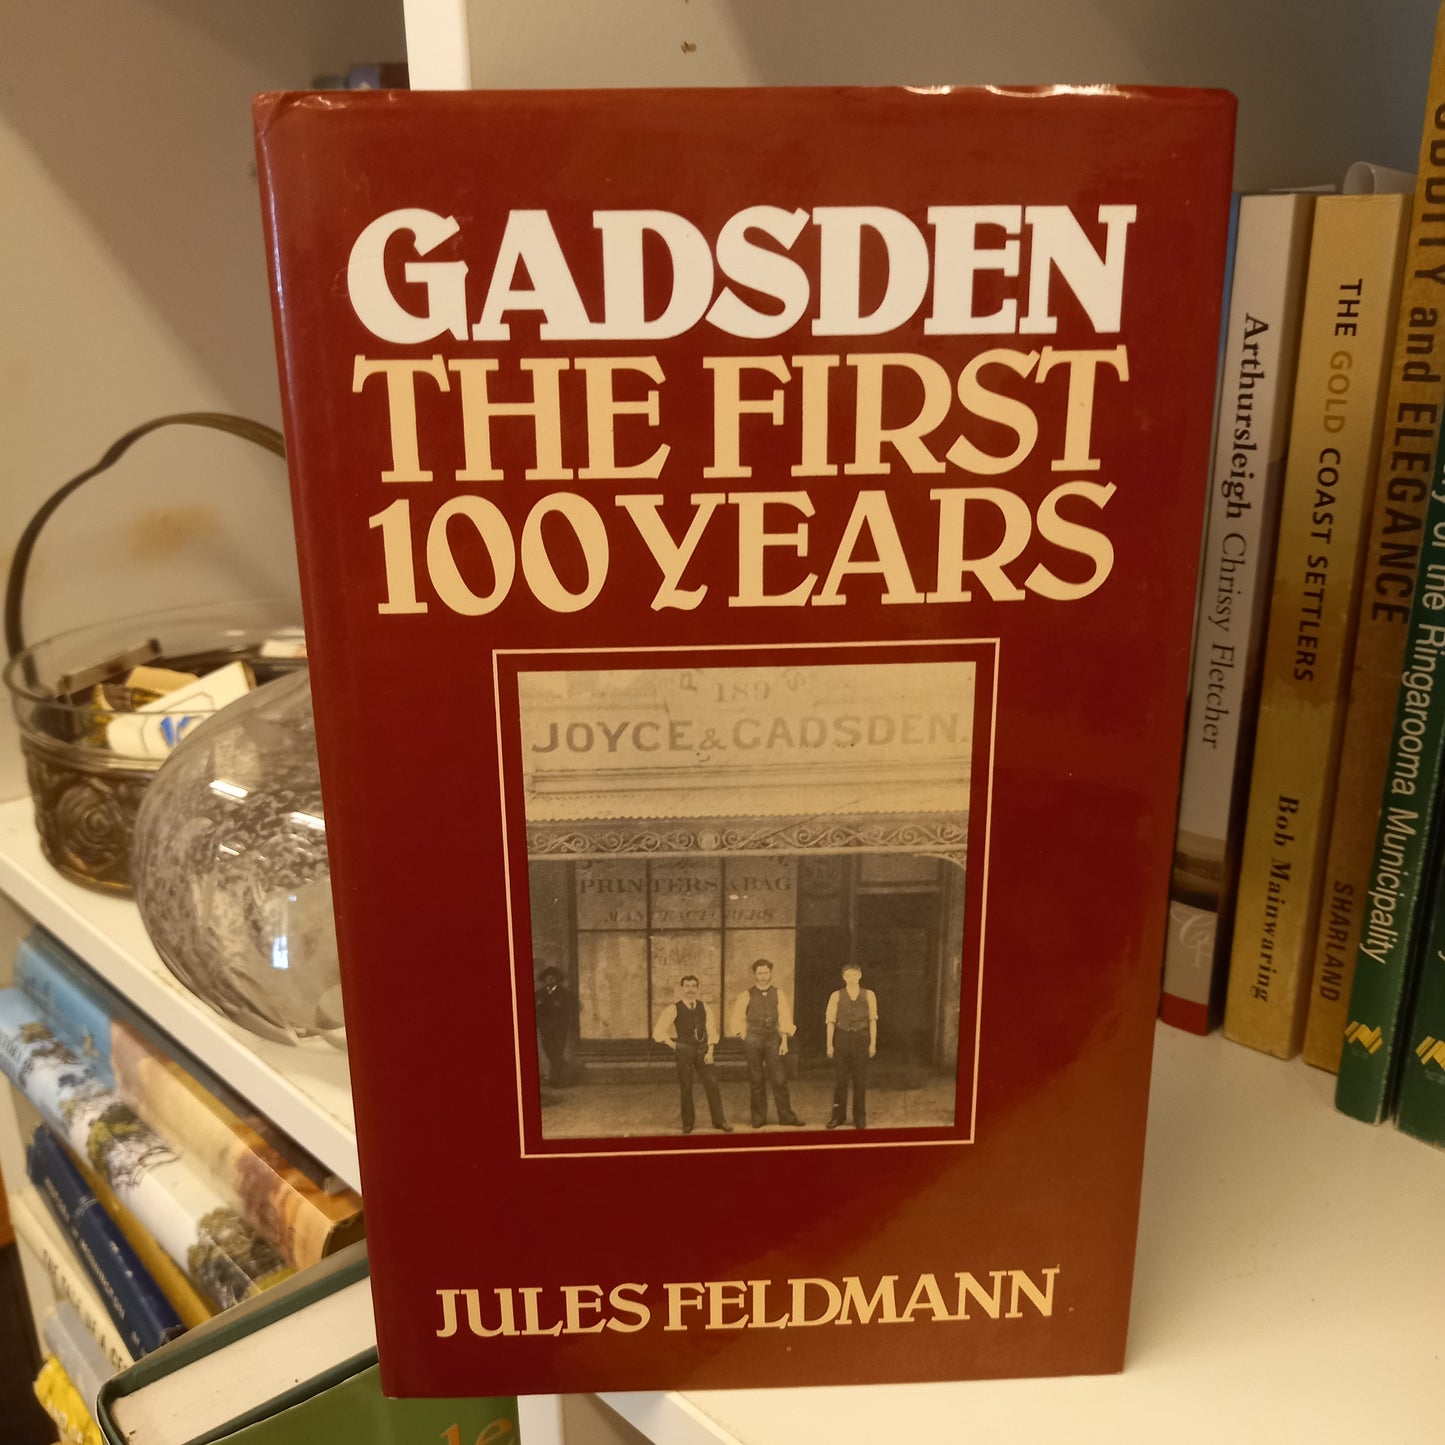 GADSDEN
THE FIRST
100 YEARS
189
JOYCE & GADSDEN.
PRINTERS & BAG
MANUFACTURERS
JULES FELDMANN
Arthursleigh Chrissy Fletcher
THE GOLD COAST SETTLERS
Bob Mainwaring
and ELEGANCE
SHARLAND
of the Ringarooma Municipality